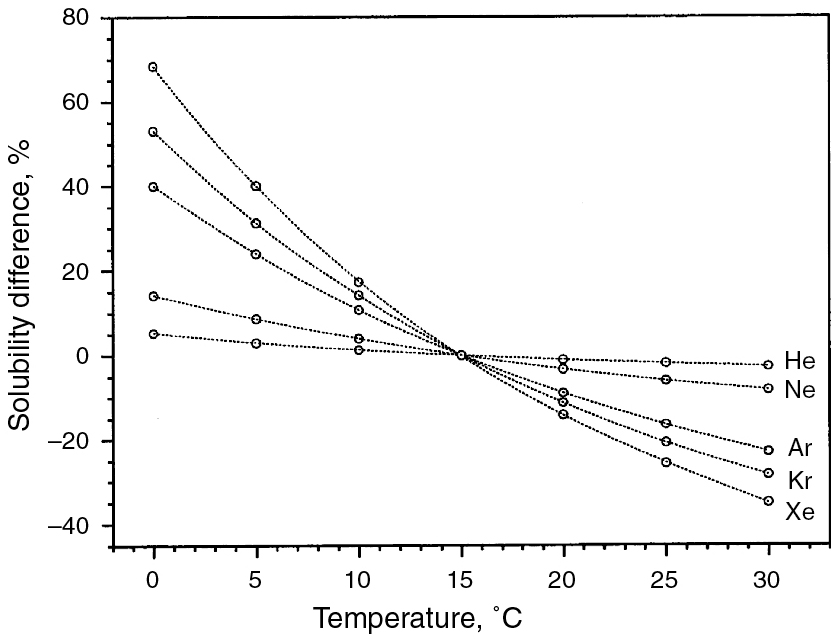 80
60
40
20
0
−20
−40
Solubility difference, %
He
Ne
Ar
Kr
Xe
0 5 10 15 20 25 30
Temperature, ˚C